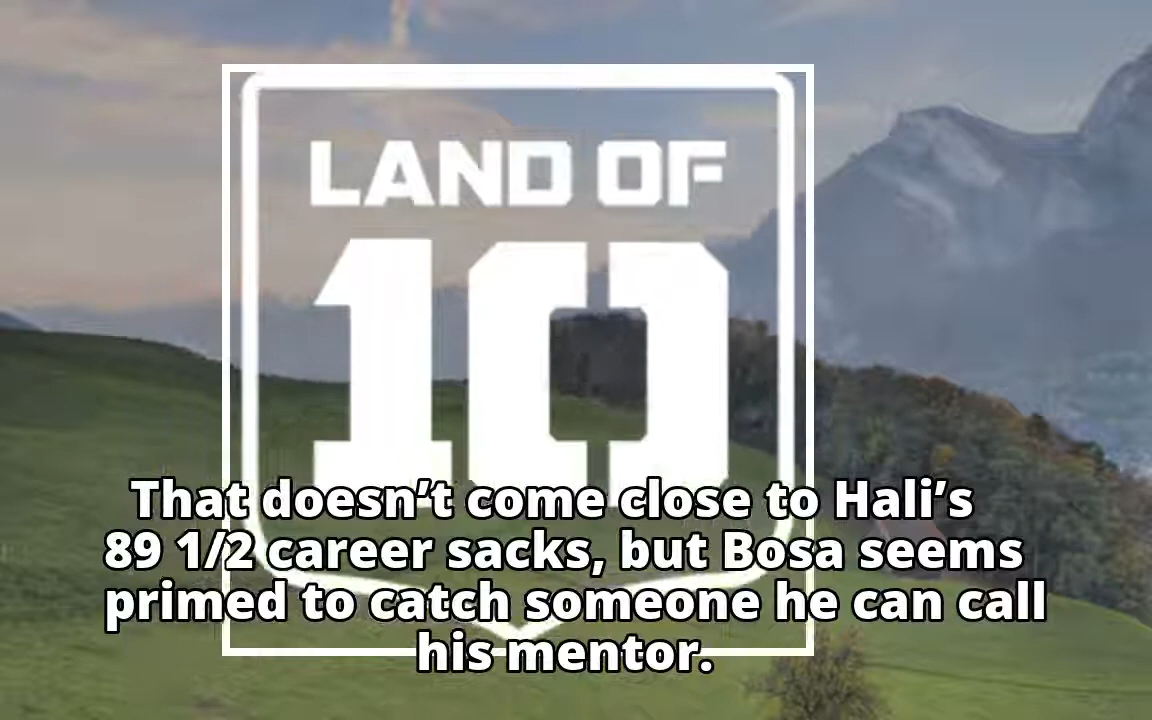 LAND OF
10
That doesn’t come close to Hali’s
89 1/2 career sacks, but Bosa seems
primed to catch someone he can call
his mentor.